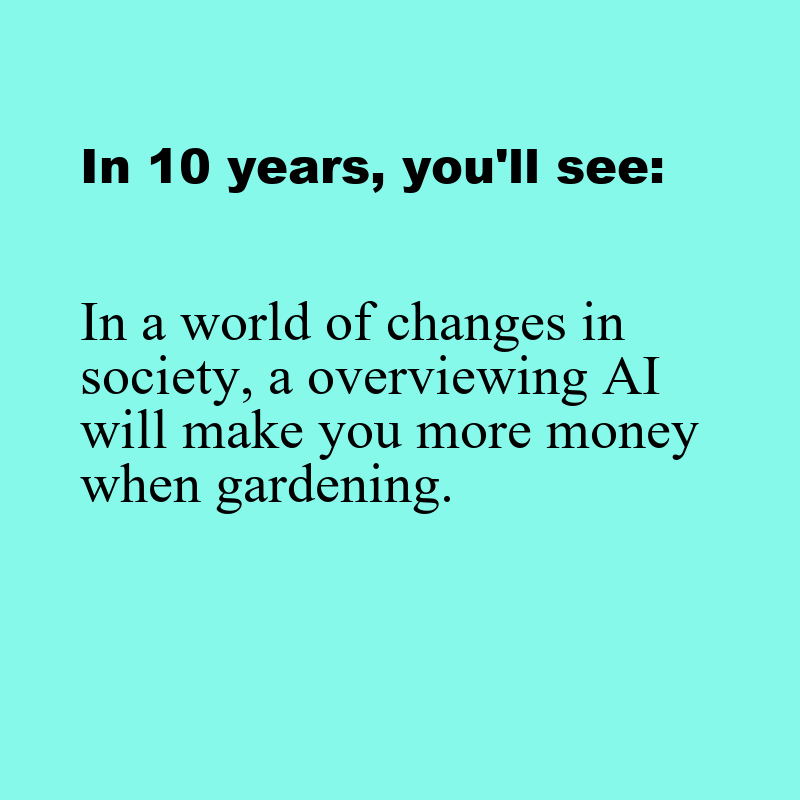 In 10 years, you'll see:
In a world of changes in
society, a overviewing AI
will make you more money
when gardening.